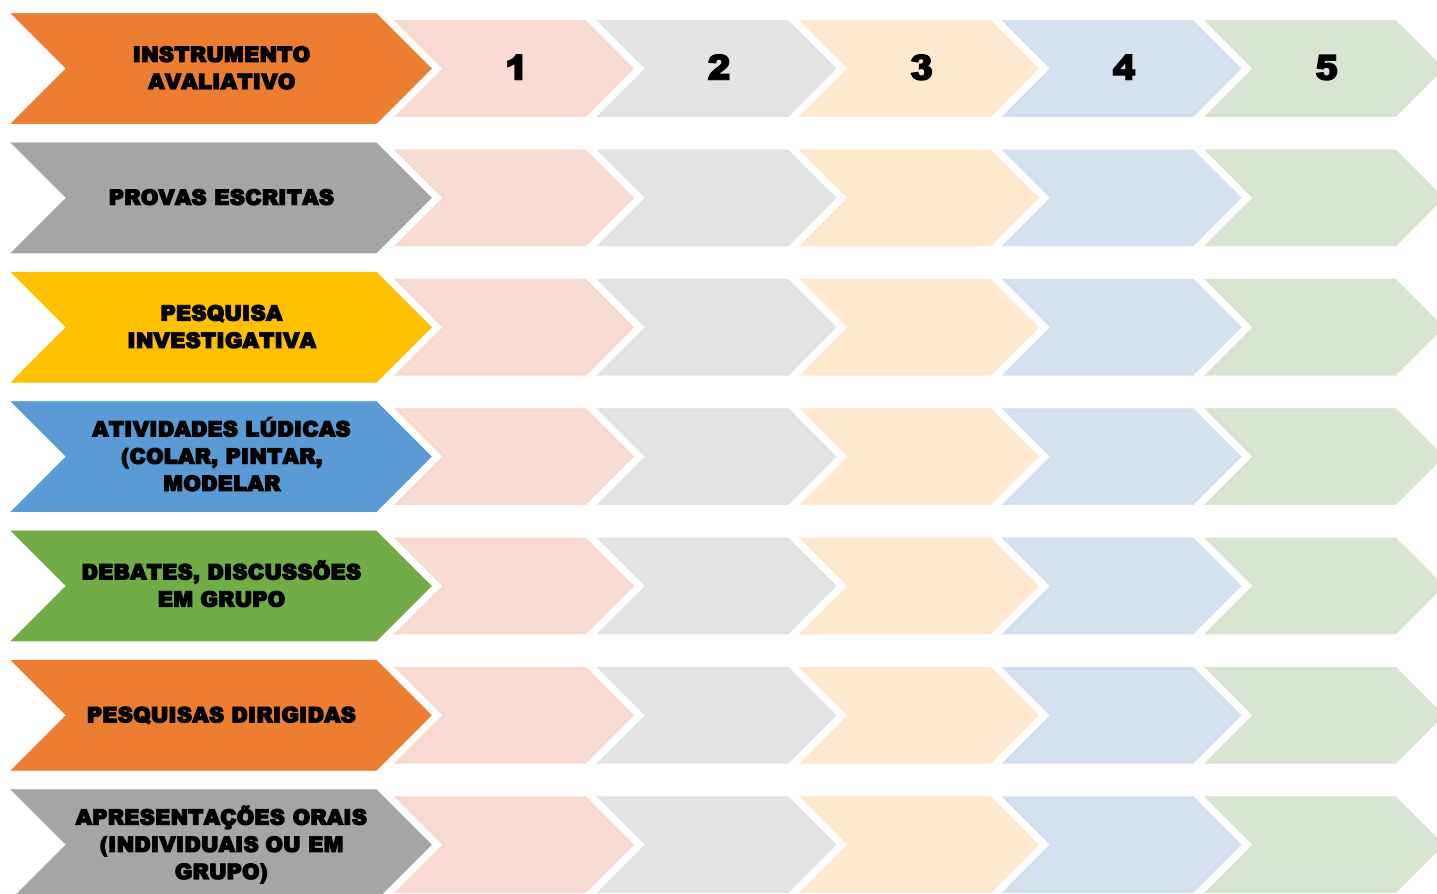 INSTRUMENTO
AVALIATIVO
1
2
3
4
5
PROVAS ESCRITAS
PESQUISA
INVESTIGATIVA
ATIVIDADES LÚDICAS
(COLAR, PINTAR,
MODELAR
DEBATES, DISCUSSÕES
EM GRUPO
PESQUISAS DIRIGIDAS
APRESENTAÇÕES ORAIS
(INDIVIDUAIS OU EM
GRUPO)